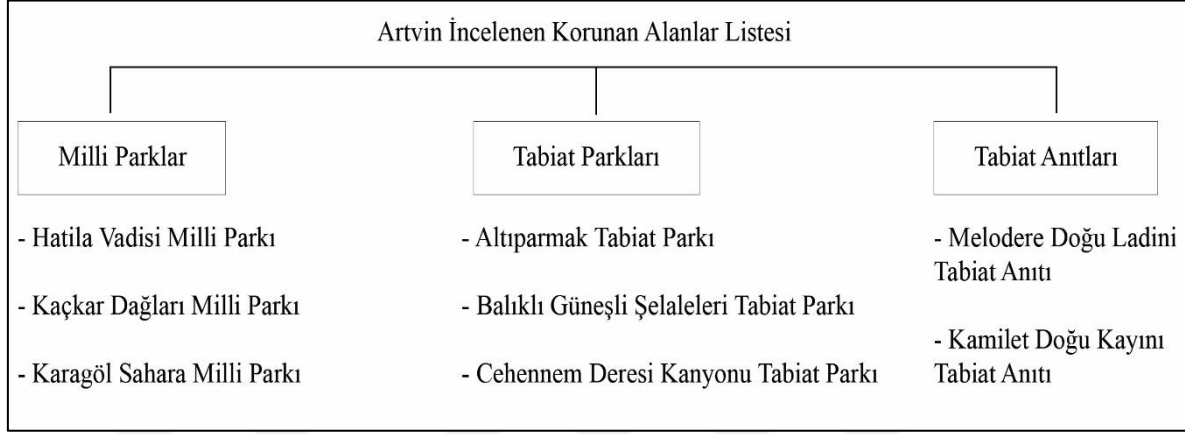 Artvin İncelenen Korunan Alanlar Listesi
Milli Parklar
- Hatila Vadisi Milli Parkı
- Kaçkar Dağları Milli Parkı
- Karagöl Sahara Milli Parkı
Tabiat Parkları
- Altıparmak Tabiat Parkı
- Balıklı Güneşli Şelaleleri Tabiat Parkı
- Cehennem Deresi Kanyonu Tabiat Parkı
Tabiat Anıtları
- Melodere Doğu Ladini
Tabiat Anıtı
- Kamilet Doğu Kayını
Tabiat Anıtı